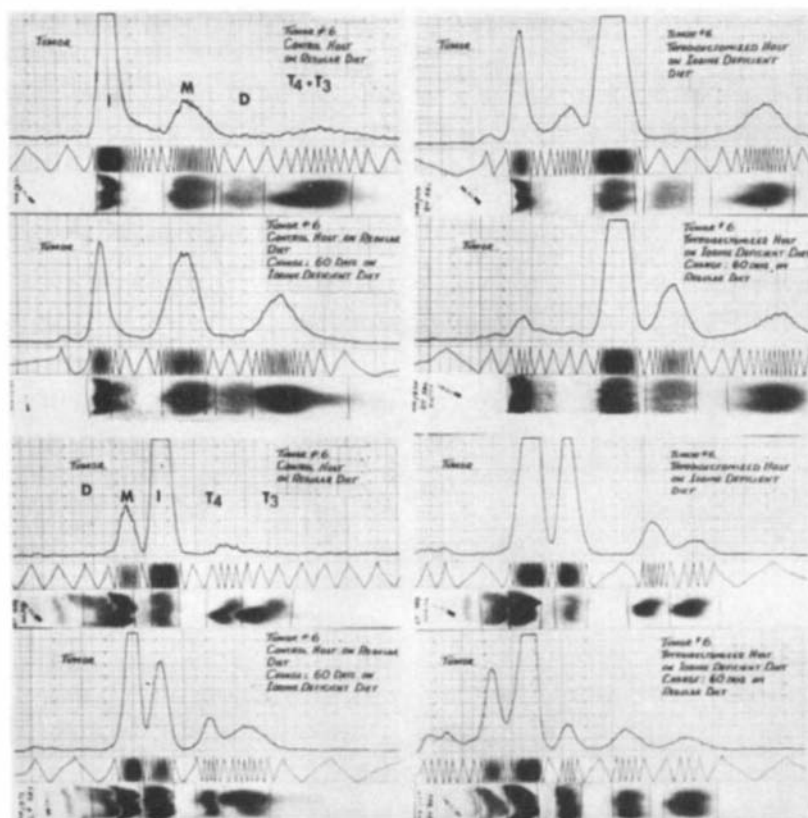 TUMOR
TUMOR # 6
CONTROL HOST
ON REGULAR DIET
I
M
D
T4 + T3
TUMOR
TUMOR #6
THYROIDECTOMIZED HOST
ON IODINE DEFICIENT
DIET
TUMOR
TUMOR # 6
CONTROL HOST ON REGULAR
DIET
CHANGE: 60 DAYS ON
IODINE DEFICIENT DIET
TUMOR
TUMOR # 6
THYROIDECTOMIZED HOST
ON IODINE DEFICIENT DIET
CHANGE: 60 DAYS ON
REGULAR DIET
TUMOR
TUMOR # 6
CONTROL HOST
ON REGULAR DIET
D
M
I
T4
T3
TUMOR
TUMOR #6
THYROIDECTOMIZED HOST
ON IODINE DEFICIENT
DIET
TUMOR
TUMOR # 6
CONTROL HOST ON REGULAR
DIET
CHANGE: 60 DAYS ON
IODINE DEFICIENT DIET
TUMOR
TUMOR # 6
THYROIDECTOMIZED HOST
ON IODINE DEFICIENT DIET
CHANGE: 60 DAYS ON
REGULAR DIET